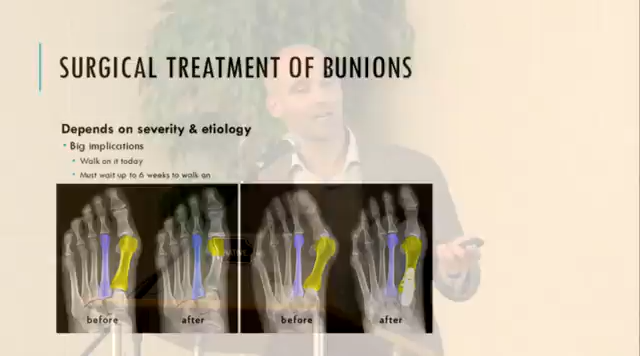 SURGICAL TREATMENT OF BUNIONS
Depends on severity & etiology
Big implications
Walk on it today
Must wait up to 6 weeks to walk on
before
after
before
after